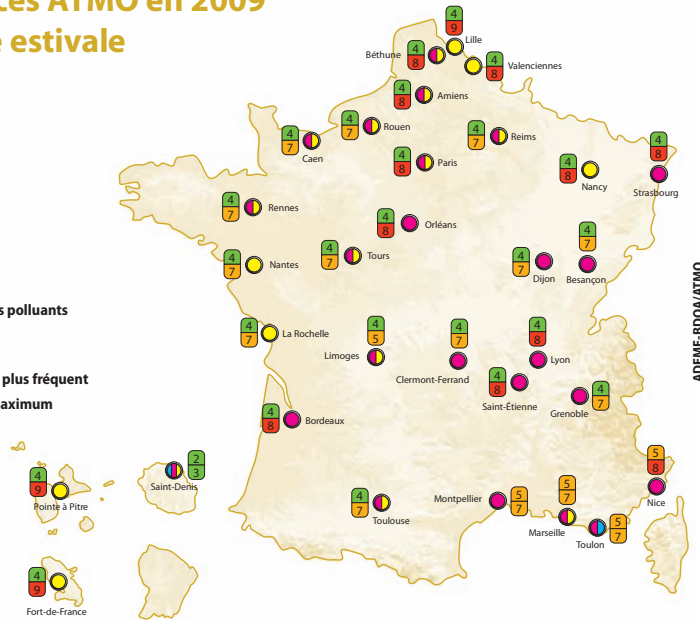 ces ATMO en 2009
e estivale
4
9
Lille
Béthune
4
8
4
8
Valenciennes
4
8
Amiens
4
7
Rouen
4
7
Reims
4
7
Caen
4
8
Paris
4
8
Nancy
4
8
Strasbourg
4
7
Rennes
4
8
Orléans
4
7
Nantes
4
7
Tours
4
7
Dijon
4
7
Besançon
s polluants
4
7
La Rochelle
4
5
Limoges
4
7
Clermont-Ferrand
4
8
Lyon
plus fréquent
aximum
4
8
Saint-Étienne
4
7
Grenoble
4
8
Bordeaux
4
9
Pointe à Pitre
2
3
Saint-Denis
4
7
Toulouse
Montpellier
5
7
5
7
Marseille
5
7
Toulon
5
8
Nice
4
9
Fort-de-France
ADEME-BDQA/ATMO